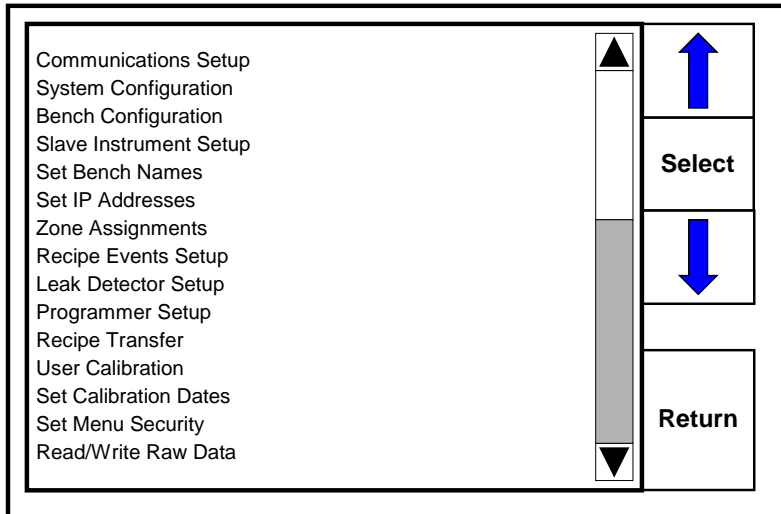 Communications Setup
System Configuration
Bench Configuration
Slave Instrument Setup
Set Bench Names
Set IP Addresses
Zone Assignments
Recipe Events Setup
Leak Detector Setup
Programmer Setup
Recipe Transfer
User Calibration
Set Calibration Dates
Set Menu Security
Read/Write Raw Data
Select
Return